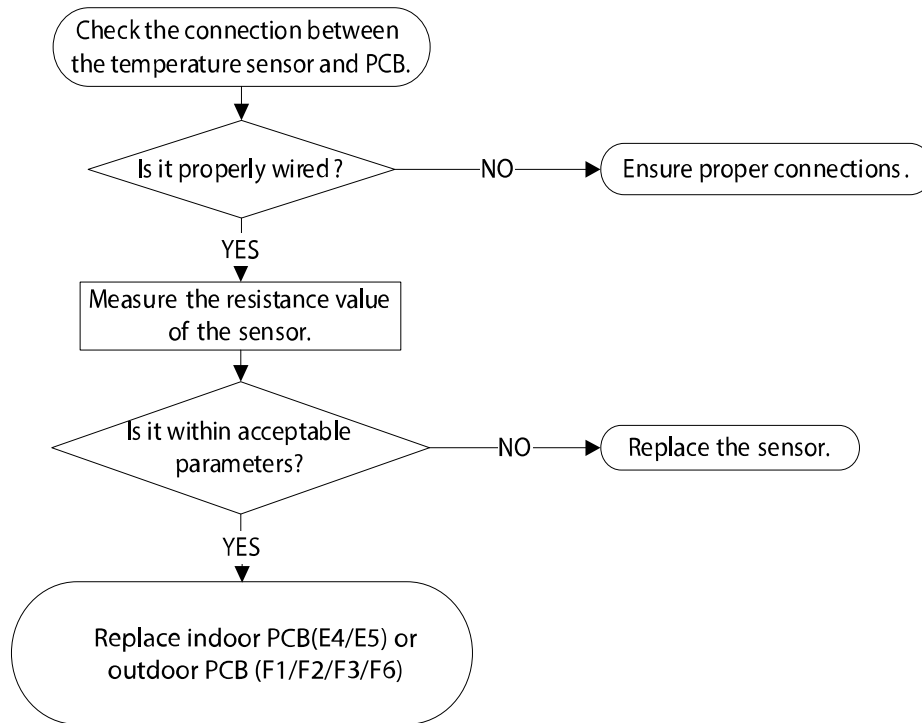 Check the connection between
the temperature sensor and PCB.
Is it properly wired ?
NO
Ensure proper connections .
YES
Measure the resistance value
of the sensor.
Is it within acceptable
parameters?
NO
Replace the sensor.
YES
Replace indoor PCB(E4/E5) or
outdoor PCB (F1/F2/F3/F6)